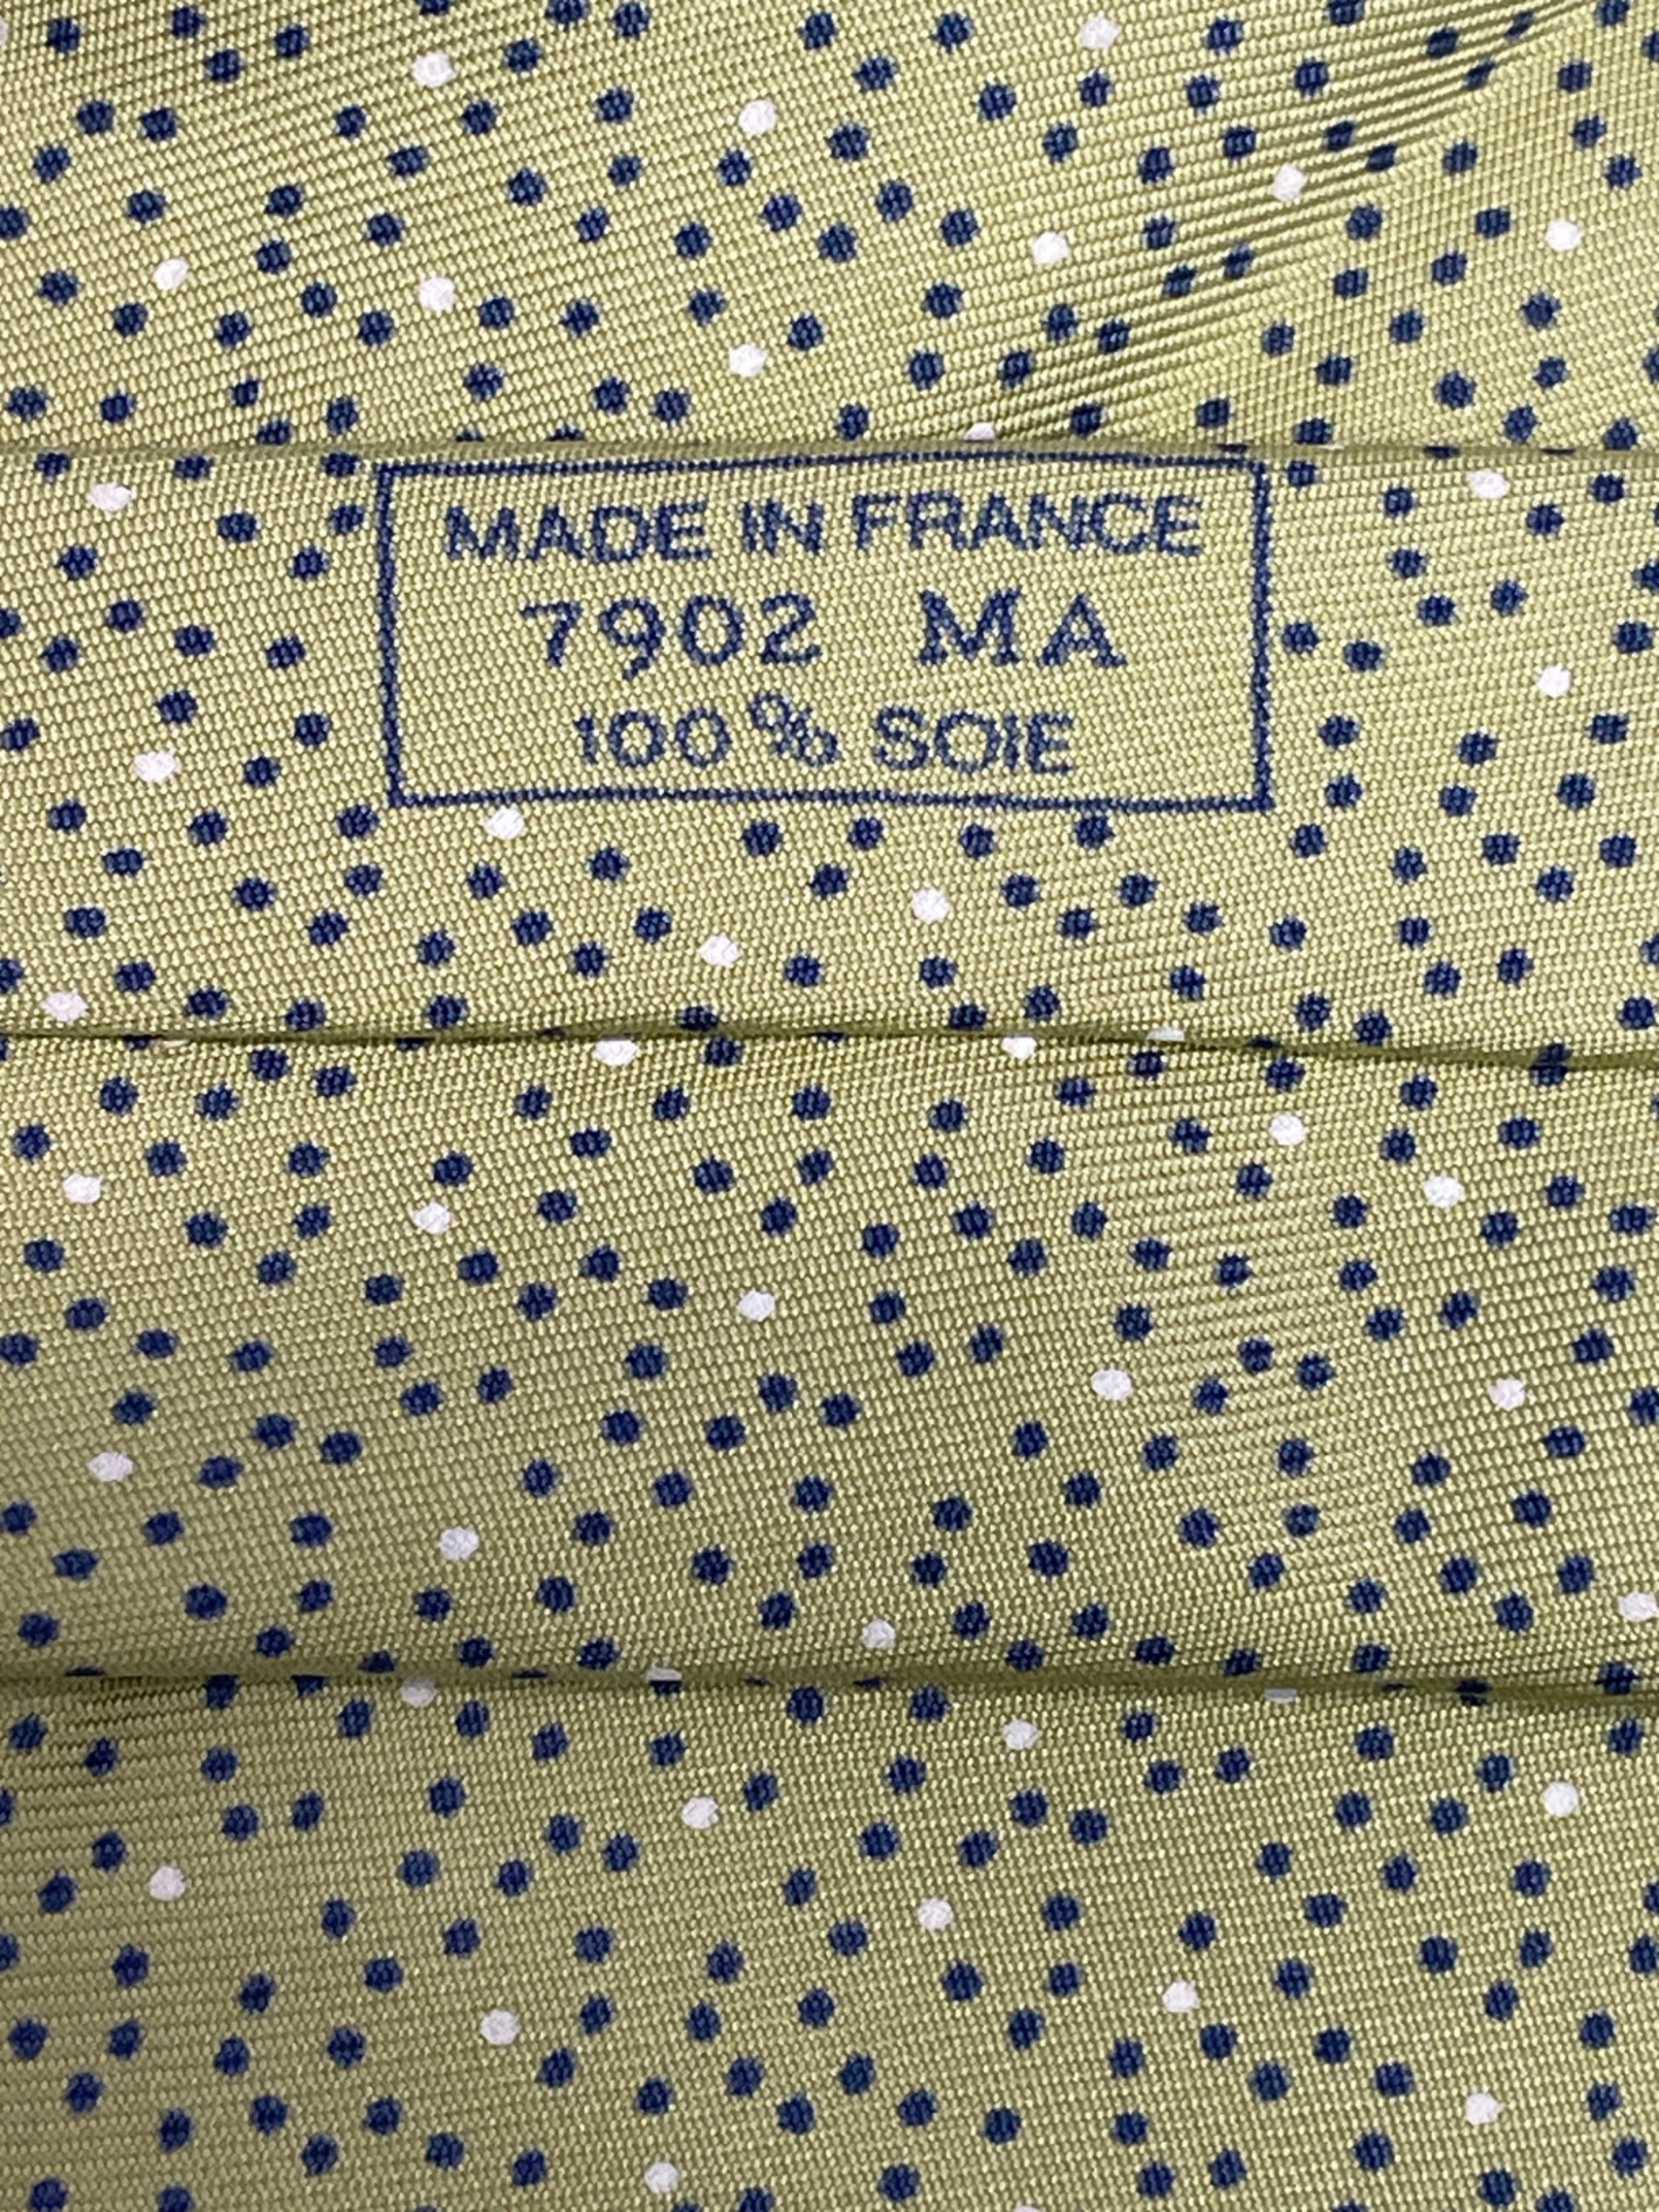 MADE IN FRANCE
7902 MA
100% SOIE